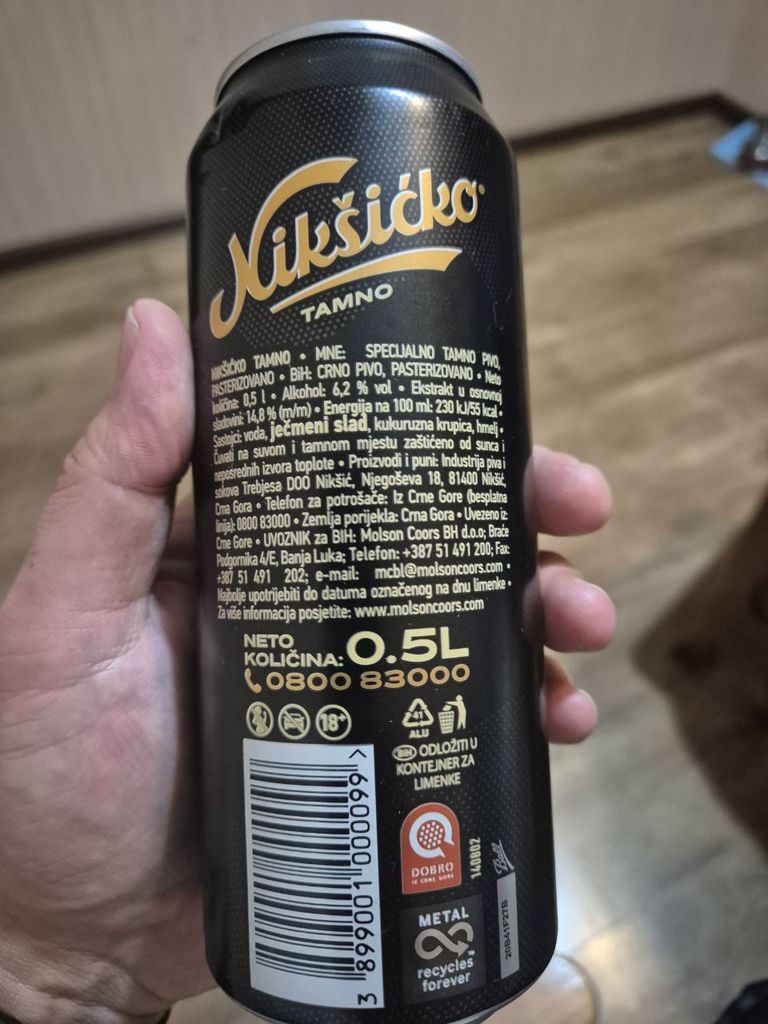 Nikšićko
TAMNO
NIKŠIĆKO TAMNO • MNE: SPECIJALNO TAMNO PIVO,
PASTERIZOVANO • BiH: CRNO PIVO, PASTERIZOVANO • Neto
količina: 0,5 l • Alkohol: 6,2 % vol • Ekstrakt u osnovnoj
sladovini: 14,8 % (m/m) • Energija na 100 ml: 230 kJ/55 kcal •
Sastojci: voda, ječmeni slad, kukuruzna krupica, hmelj •
Čuvati na suvom i tamnom mjestu zaštićeno od sunca i
neposrednih izvora toplote • Proizvodi i puni: Industrija piva i
sokova Trebjesa DOO Nikšić, Njegoševa 18, 81400 Nikšić,
Crna Gora • Telefon za potrošače: Iz Crne Gore (besplatna
linija): 0800 83000 • Zemlja porijekla: Crna Gora • Uvezeno iz:
Crne Gore • UVOZNIK za BIH: Molson Coors BH d.o.o; Braće
Podgornika 4/E, Banja Luka; Telefon: +387 51 491 200; Fax:
+387 51 491 202; e-mail: mcbl@molsoncoors.com •
Najbolje upotrijebiti do datuma označenog na dnu limenke •
Za više informacija posjetite: www.molsoncoors.com
NETO
KOLIČINA: 0.5L
0800 83000
18+
41
ALU
BiH ODLOŽITI U
KONTEJNER ZA
LIMENKE
3 899001 000099 >
DOBRO
IZ CRNE GORE
140802
Ball
20B41F27B
METAL
recycles
forever